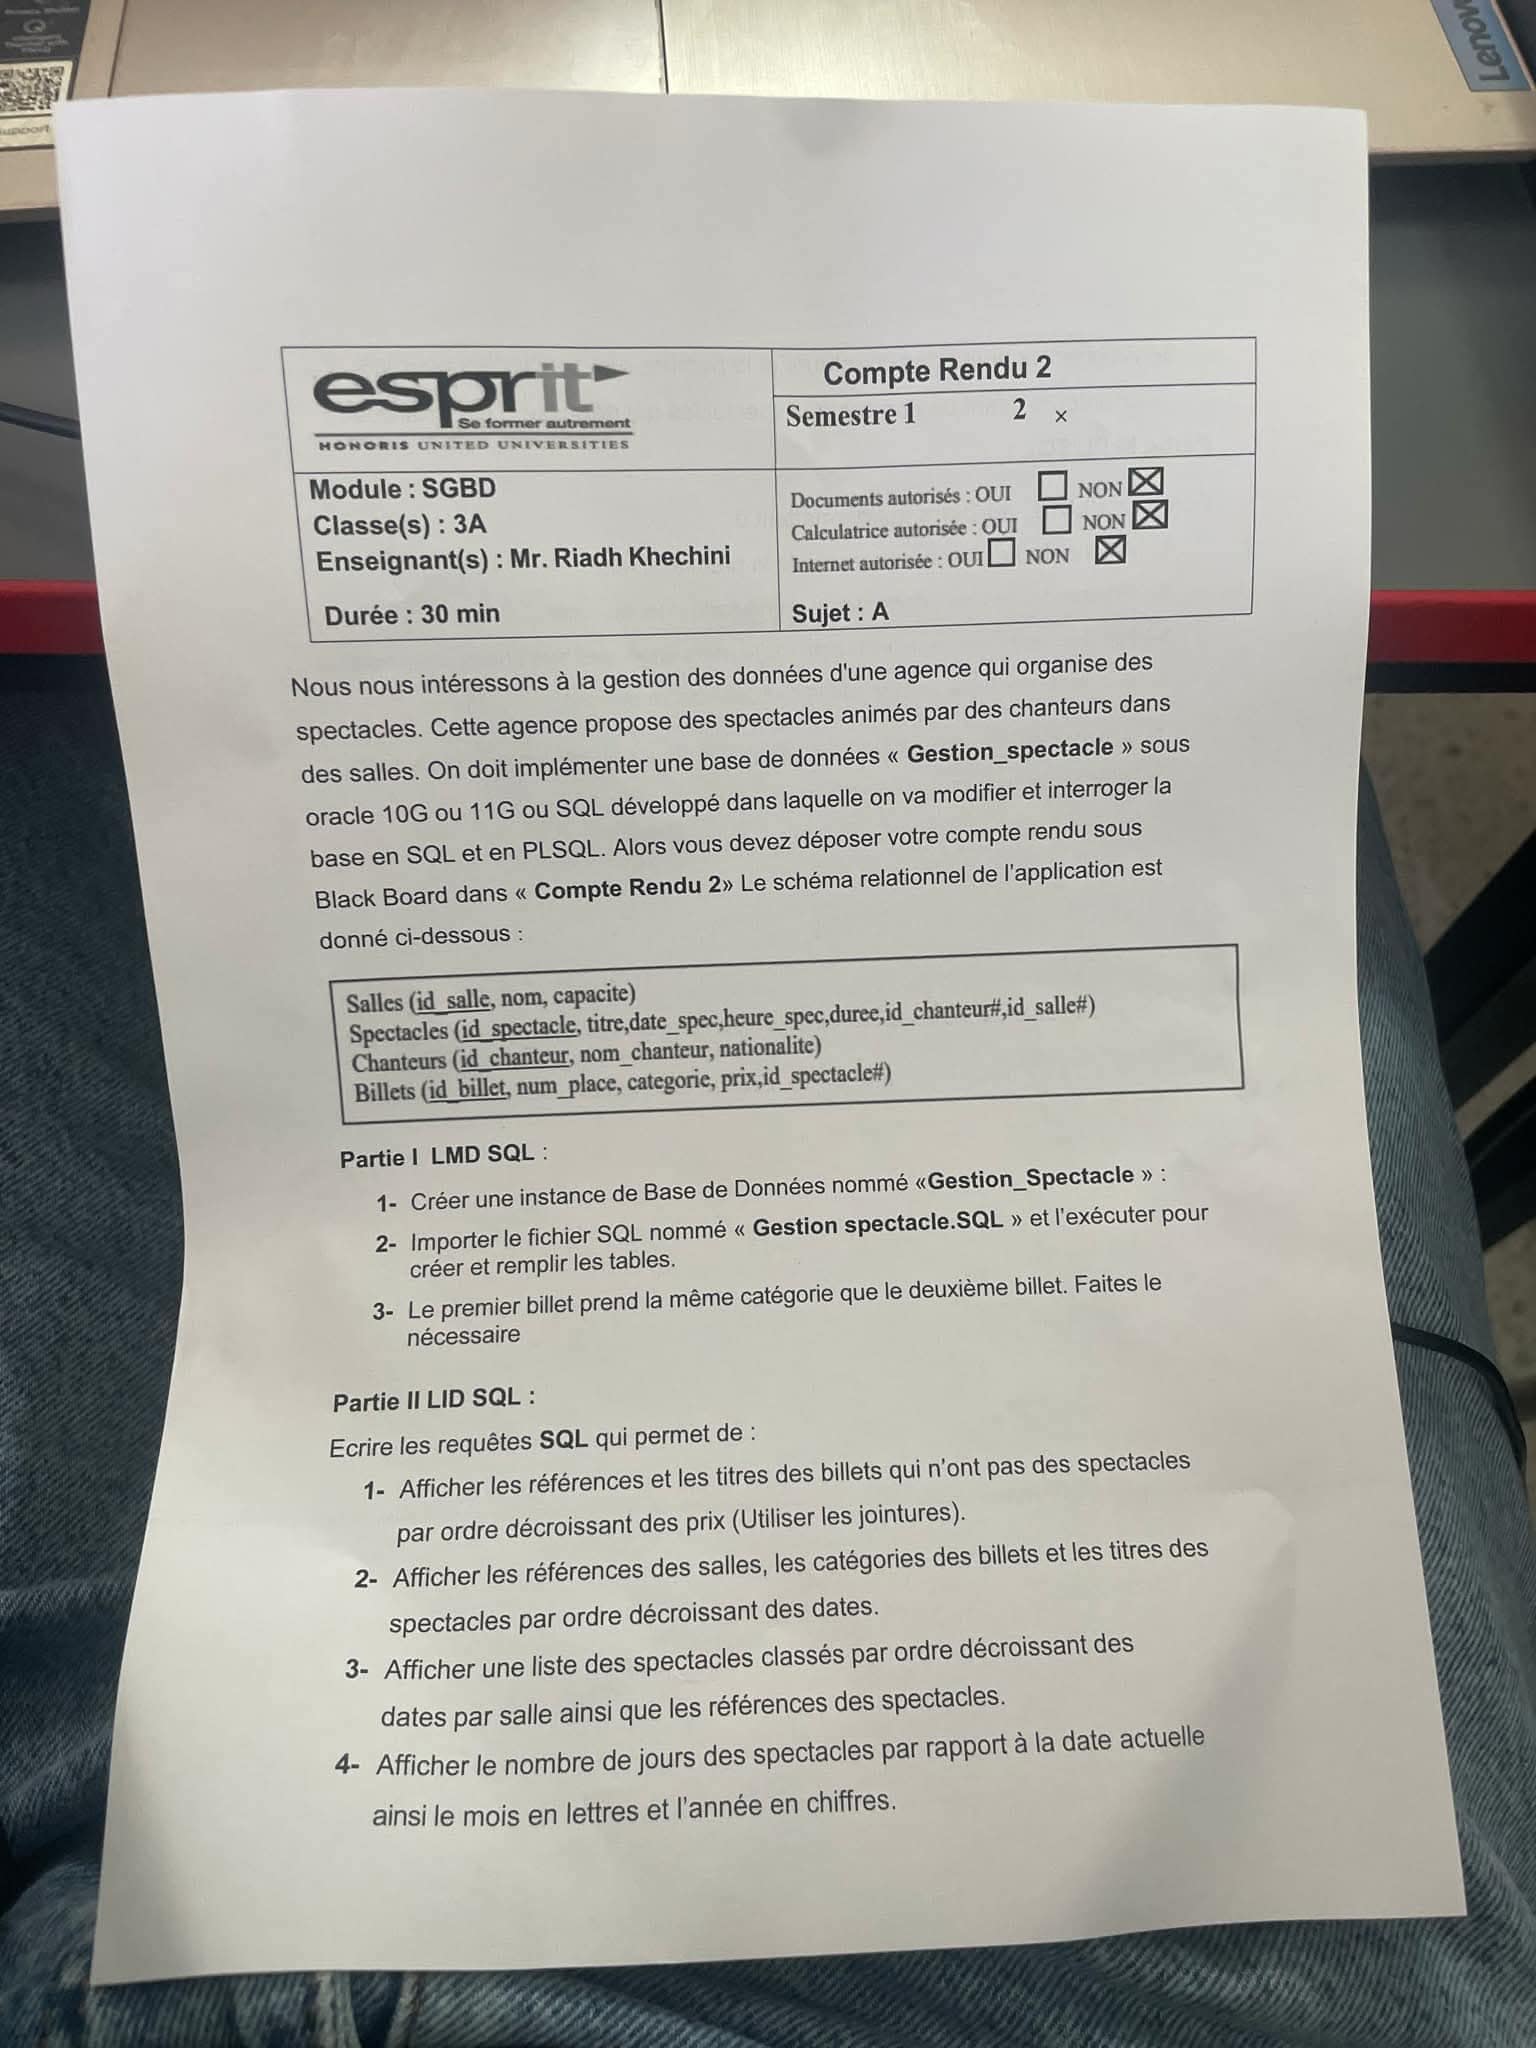 Lenovo
Support
esprit
Se former autrement
HONORIS UNITED UNIVERSITIES
Compte Rendu 2
Semestre 1 2 x
Module : SGBD
Classe(s) : 3A
Enseignant(s) : Mr. Riadh Khechini
Durée : 30 min
Documents autorisés : OUI NON
Calculatrice autorisée : OUI NON
Internet autorisée : OUI NON
Sujet : A
Nous nous intéressons à la gestion des données d'une agence qui organise des
spectacles. Cette agence propose des spectacles animés par des chanteurs dans
des salles. On doit implémenter une base de données « Gestion_spectacle » sous
oracle 10G ou 11G ou SQL développé dans laquelle on va modifier et interroger la
base en SQL et en PLSQL. Alors vous devez déposer votre compte rendu sous
Black Board dans « Compte Rendu 2» Le schéma relationnel de l'application est
donné ci-dessous :
Salles (id_salle, nom, capacite)
Spectacles (id_spectacle, titre,date_spec,heure_spec,duree,id_chanteur#,id_salle#)
Chanteurs (id_chanteur, nom_chanteur, nationalite)
Billets (id_billet, num_place, categorie, prix,id_spectacle#)
Partie I LMD SQL :
1- Créer une instance de Base de Données nommé «Gestion_Spectacle » :
2- Importer le fichier SQL nommé « Gestion spectacle.SQL » et l'exécuter pour
créer et remplir les tables.
3- Le premier billet prend la même catégorie que le deuxième billet. Faites le
nécessaire
Partie II LID SQL :
Ecrire les requêtes SQL qui permet de :
1- Afficher les références et les titres des billets qui n'ont pas des spectacles
par ordre décroissant des prix (Utiliser les jointures).
2- Afficher les références des salles, les catégories des billets et les titres des
spectacles par ordre décroissant des dates.
3- Afficher une liste des spectacles classés par ordre décroissant des
dates par salle ainsi que les références des spectacles.
4- Afficher le nombre de jours des spectacles par rapport à la date actuelle
ainsi le mois en lettres et l'année en chiffres.